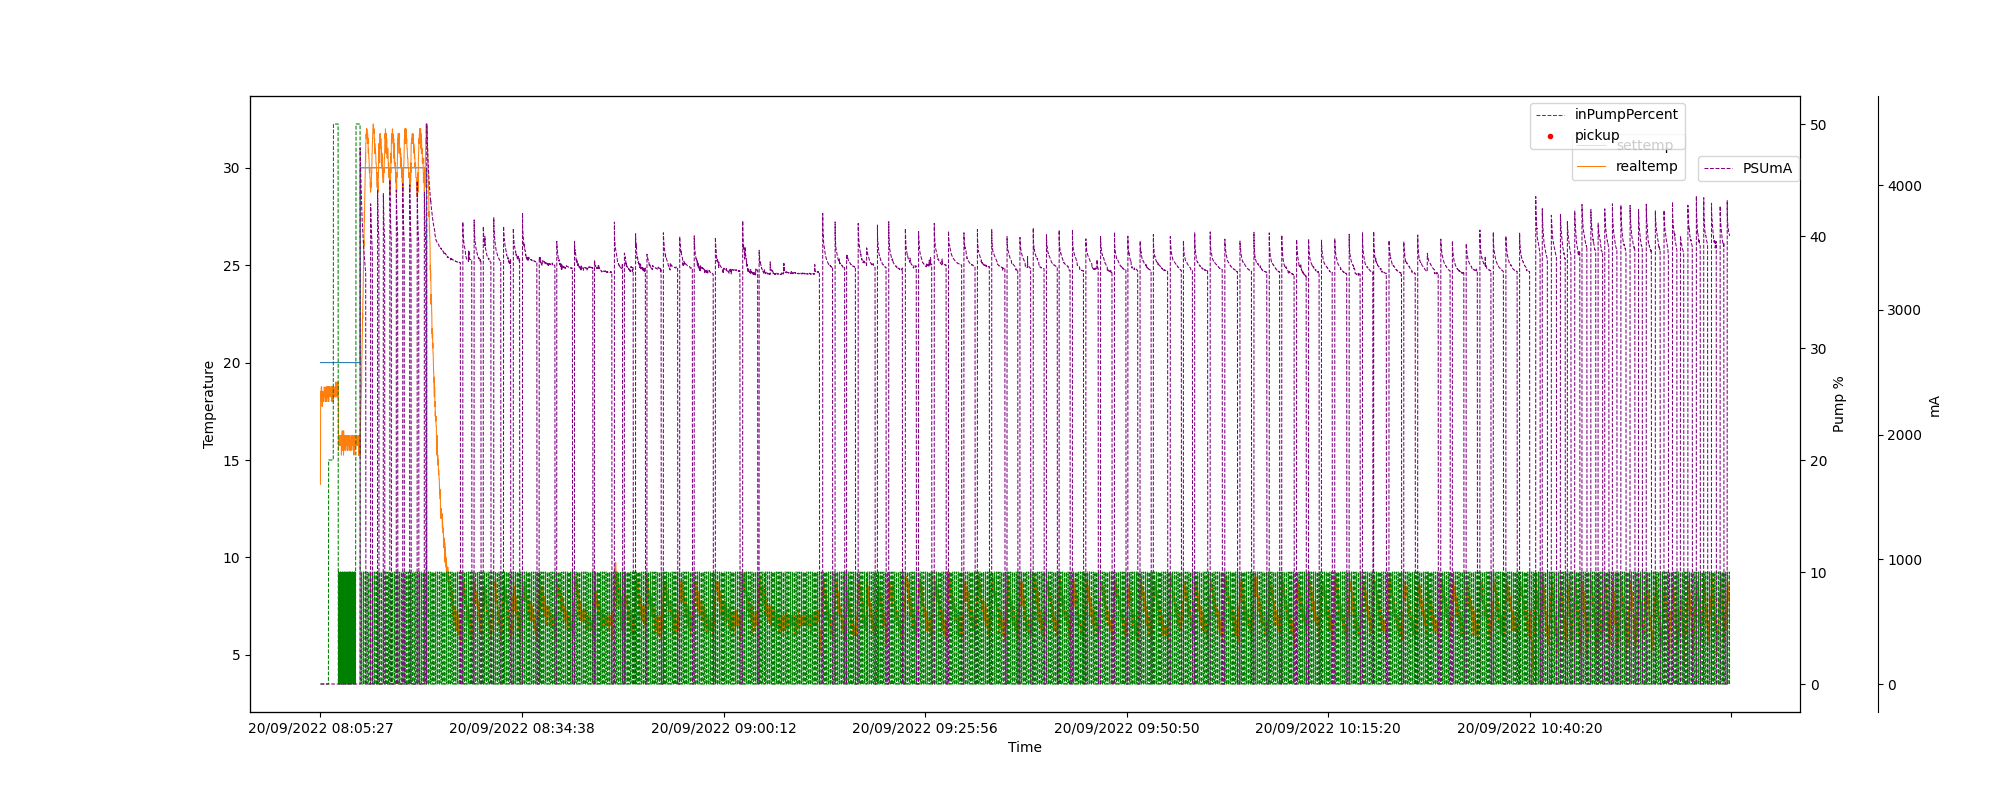 inPumpPercent
pickup
settemp
realtemp
PSUmA
30
25
20
15
10
5
Temperature
50
40
30
20
10
0
Pump %
4000
3000
2000
1000
0
mA
20/09/2022 08:05:27
20/09/2022 08:34:38
20/09/2022 09:00:12
20/09/2022 09:25:56
20/09/2022 09:50:50
20/09/2022 10:15:20
20/09/2022 10:40:20
Time